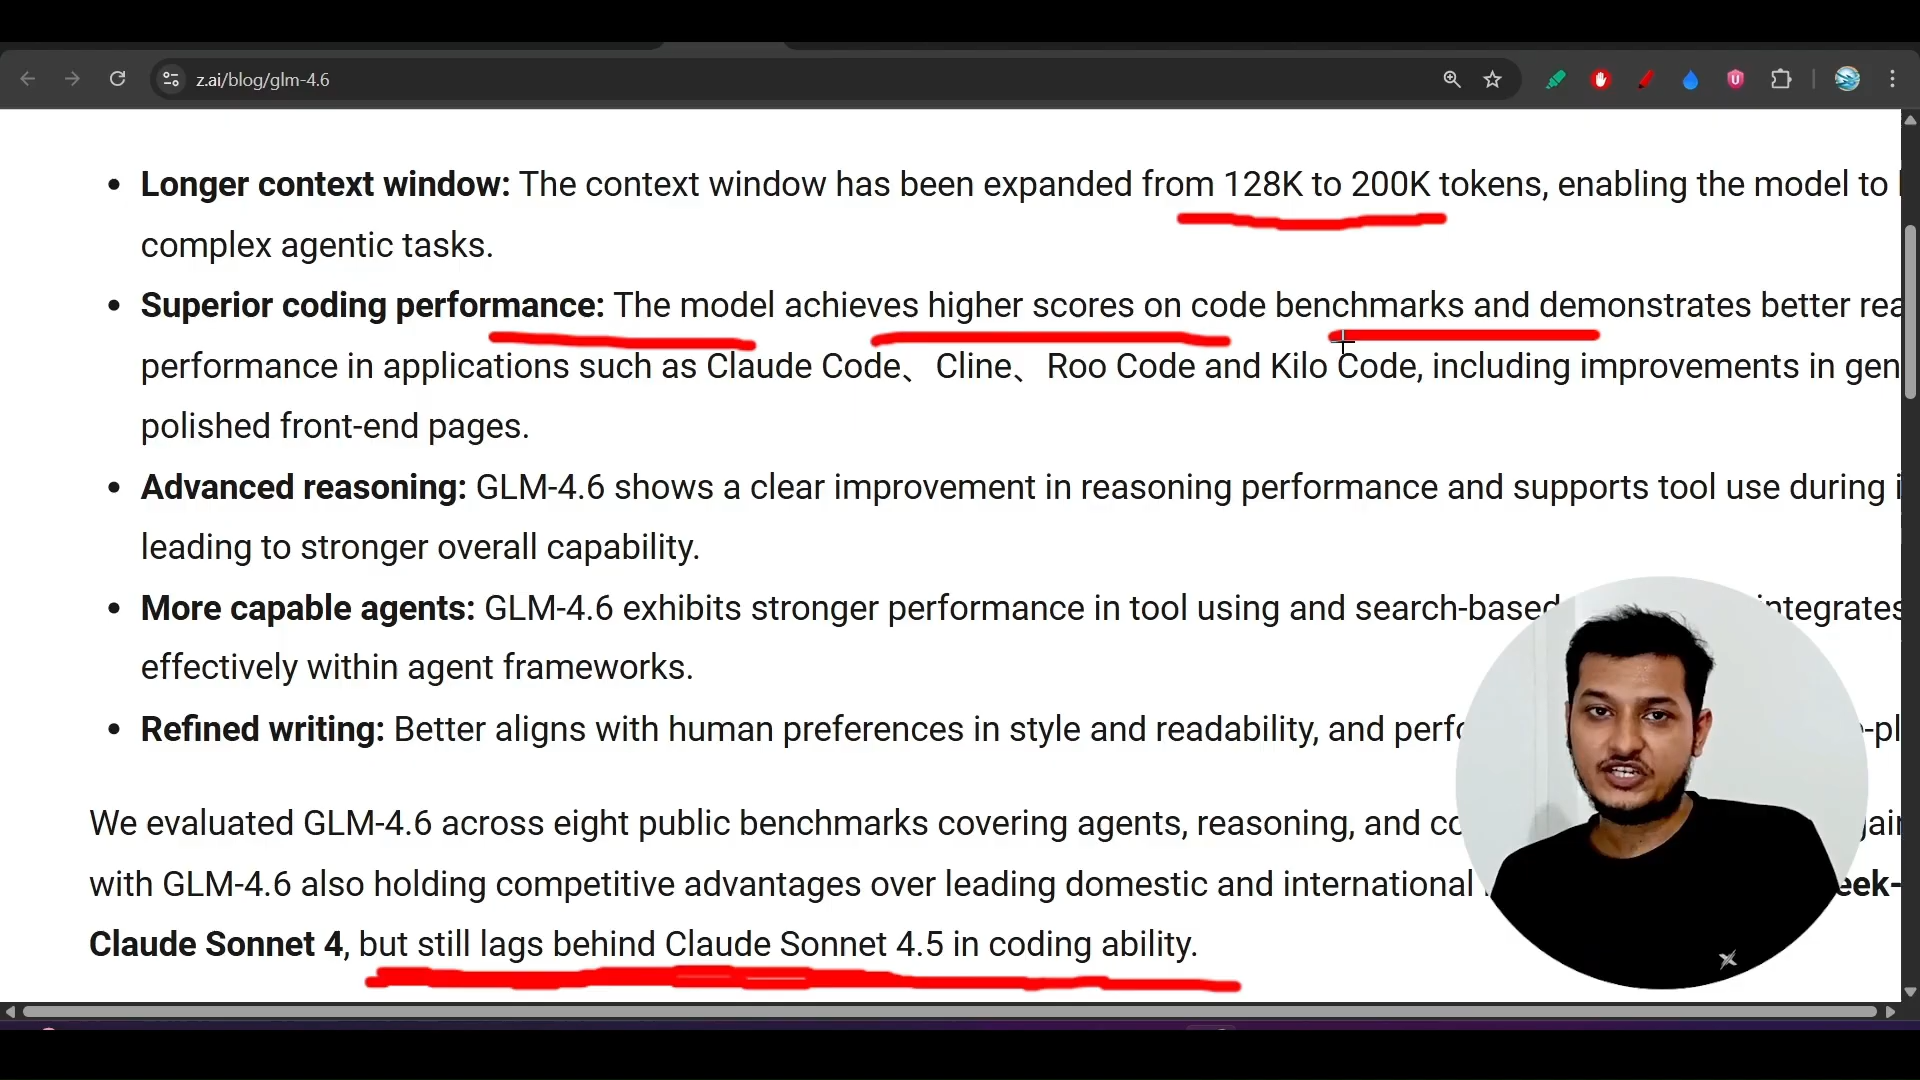 z.ai/blog/glm-4.6
• Longer context window: The context window has been expanded from 128K to 200K tokens, enabling the model to
complex agentic tasks.
• Superior coding performance: The model achieves higher scores on code benchmarks and demonstrates better rea
performance in applications such as Claude Code、 Cline、 Roo Code and Kilo Code, including improvements in gen
polished front-end pages.
• Advanced reasoning: GLM-4.6 shows a clear improvement in reasoning performance and supports tool use during i
leading to stronger overall capability.
• More capable agents: GLM-4.6 exhibits stronger performance in tool using and search-based integrates
effectively within agent frameworks.
• Refined writing: Better aligns with human preferences in style and readability, and perfo -pl
We evaluated GLM-4.6 across eight public benchmarks covering agents, reasoning, and co gain
with GLM-4.6 also holding competitive advantages over leading domestic and international eek-
Claude Sonnet 4, but still lags behind Claude Sonnet 4.5 in coding ability.